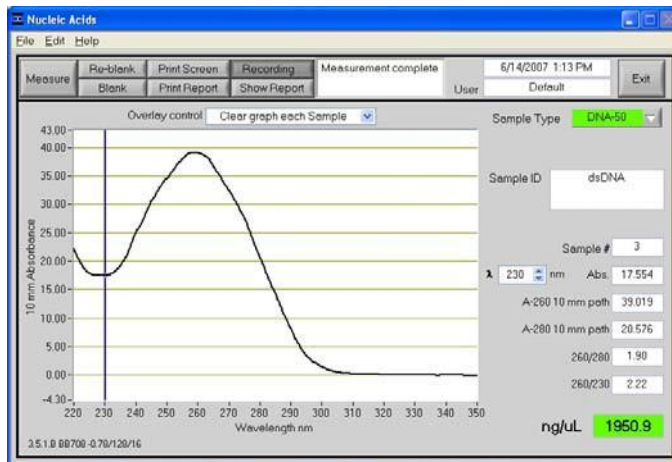 Nucleic Acids
File Edit Help
Measure
Re-blank
Print Screen
Recording
Measurement complete
6/14/2007 1:13 PM
Exit
Blank
Print Report
Show Report
User
Default
Overlay control
Clear graph each Sample
Sample Type
DNA-50
Sample ID
dsDNA
Sample #
3
λ 230 nm
Abs. 17.554
A-260 10 mm path 39.019
A-280 10 mm path 20.576
260/280 1.90
260/230 2.22
ng/uL 1950.9
10 mm Absorbance
43.00
40.00
35.00
30.00
25.00
20.00
15.00
10.00
5.00
0.00
-4.30
220 230 240 250 260 270 280 290 300 310 320 330 340 350
Wavelength nm
3.5.1.0 BB700 -0.70/120/16